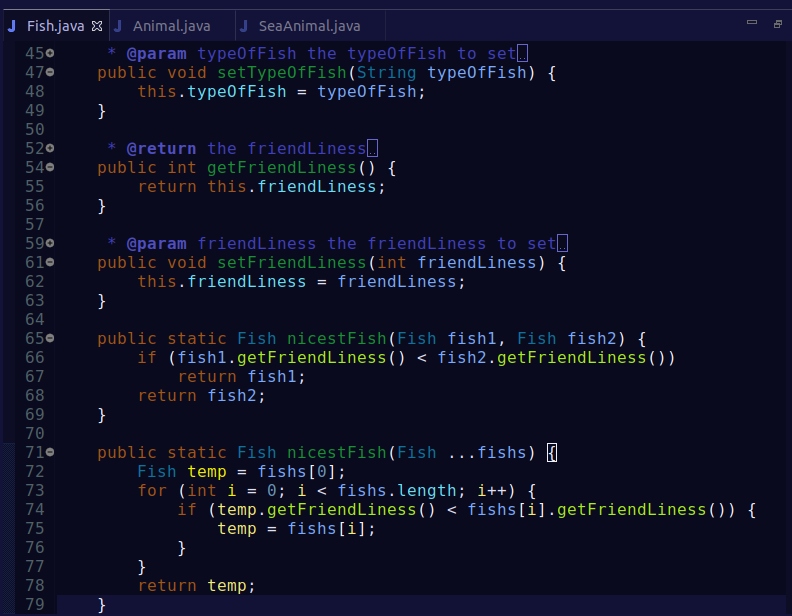 J Fish.java J Animal.java J SeaAnimal.java
45 * @param typeOfFish the typeOfFish to set..
47 public void setTypeOfFish(String typeOfFish) {
48 this.typeOfFish = typeOfFish;
49 }
50
52 * @return the friendLiness..
54 public int getFriendLiness() {
55 return this.friendLiness;
56 }
57
59 * @param friendLiness the friendLiness to set..
61 public void setFriendLiness(int friendLiness) {
62 this.friendLiness = friendLiness;
63 }
64
65 public static Fish nicestFish(Fish fish1, Fish fish2) {
66 if (fish1.getFriendLiness() < fish2.getFriendLiness())
67 return fish1;
68 return fish2;
69 }
70
71 public static Fish nicestFish(Fish ...fishs) {
72 Fish temp = fishs[0];
73 for (int i = 0; i < fishs.length; i++) {
74 if (temp.getFriendLiness() < fishs[i].getFriendLiness()) {
75 temp = fishs[i];
76 }
77 }
78 return temp;
79 }